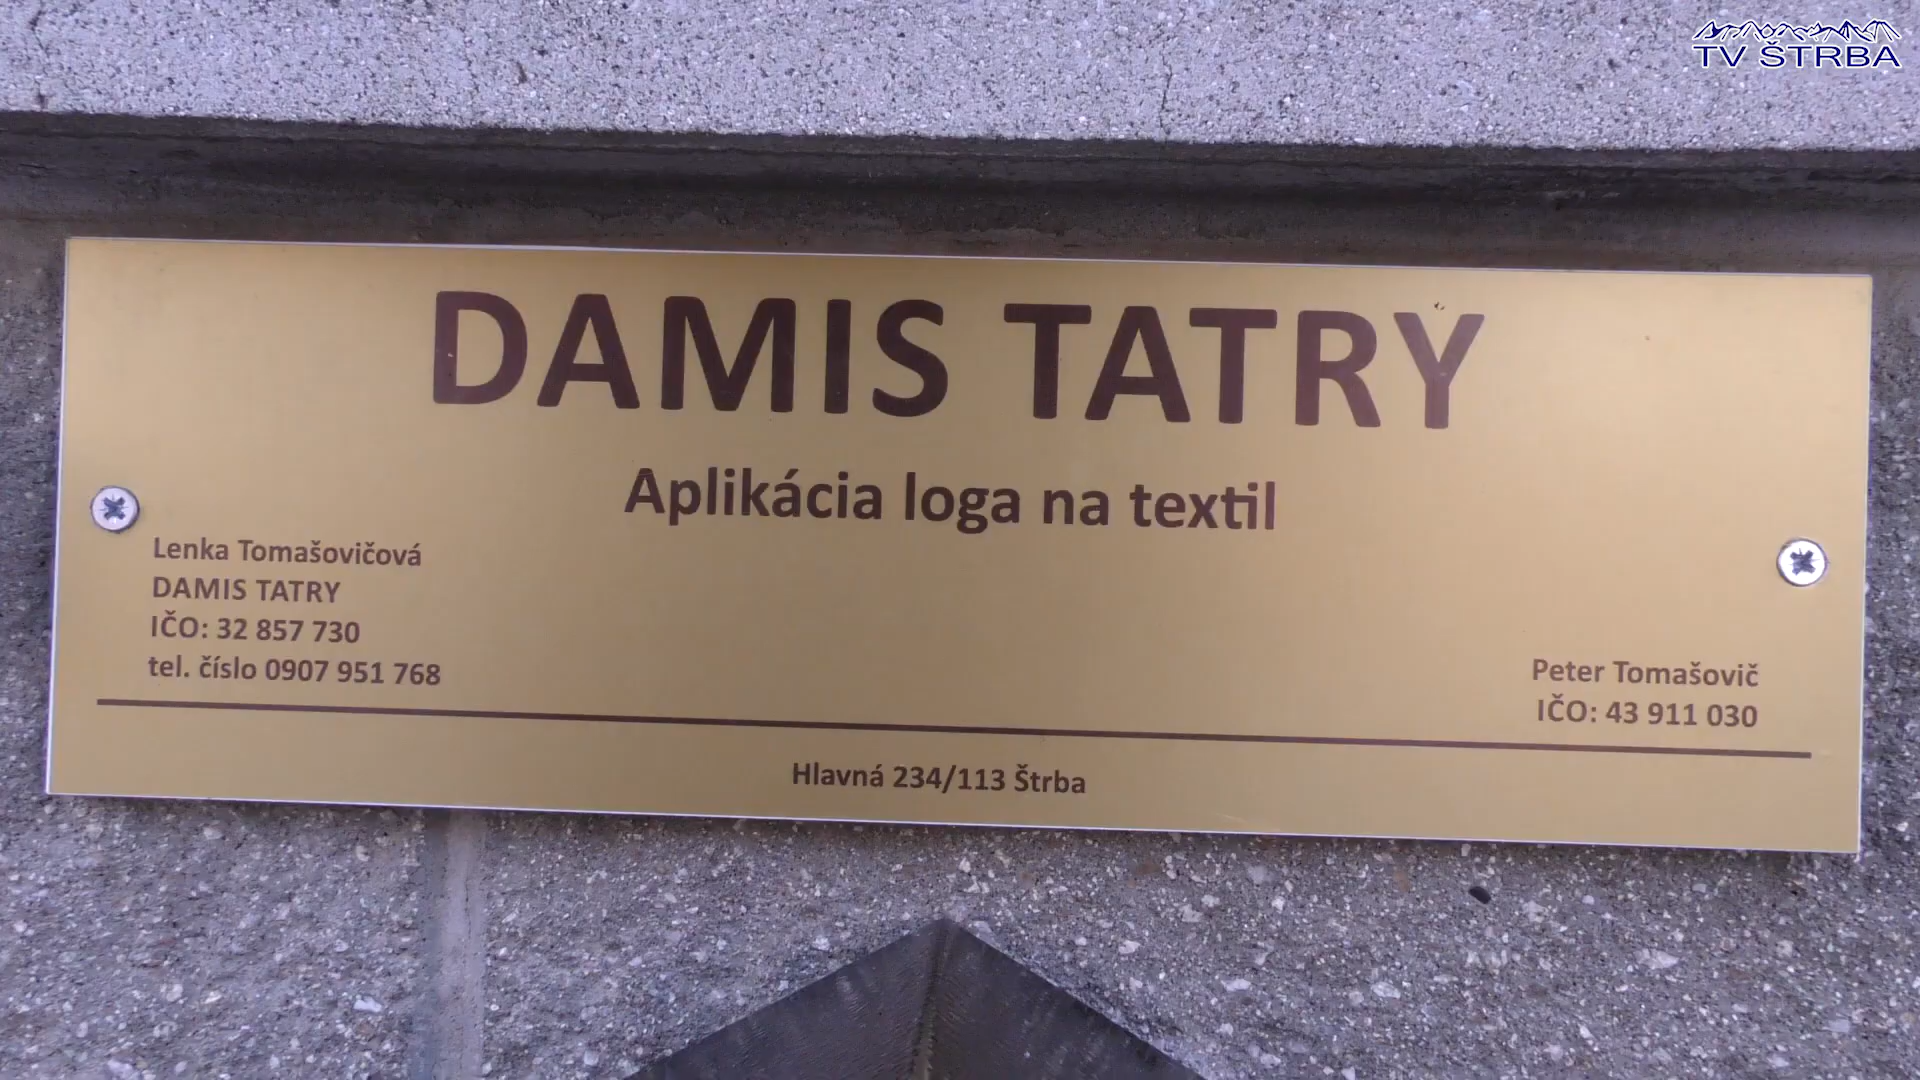 TV ŠTRBA
DAMIS TATRY
Aplikácia loga na textil
Lenka Tomašovičová
DAMIS TATRY
IČO: 32 857 730
tel. číslo 0907 951 768
Peter Tomašovič
IČO: 43 911 030
Hlavná 234/113 Štrba